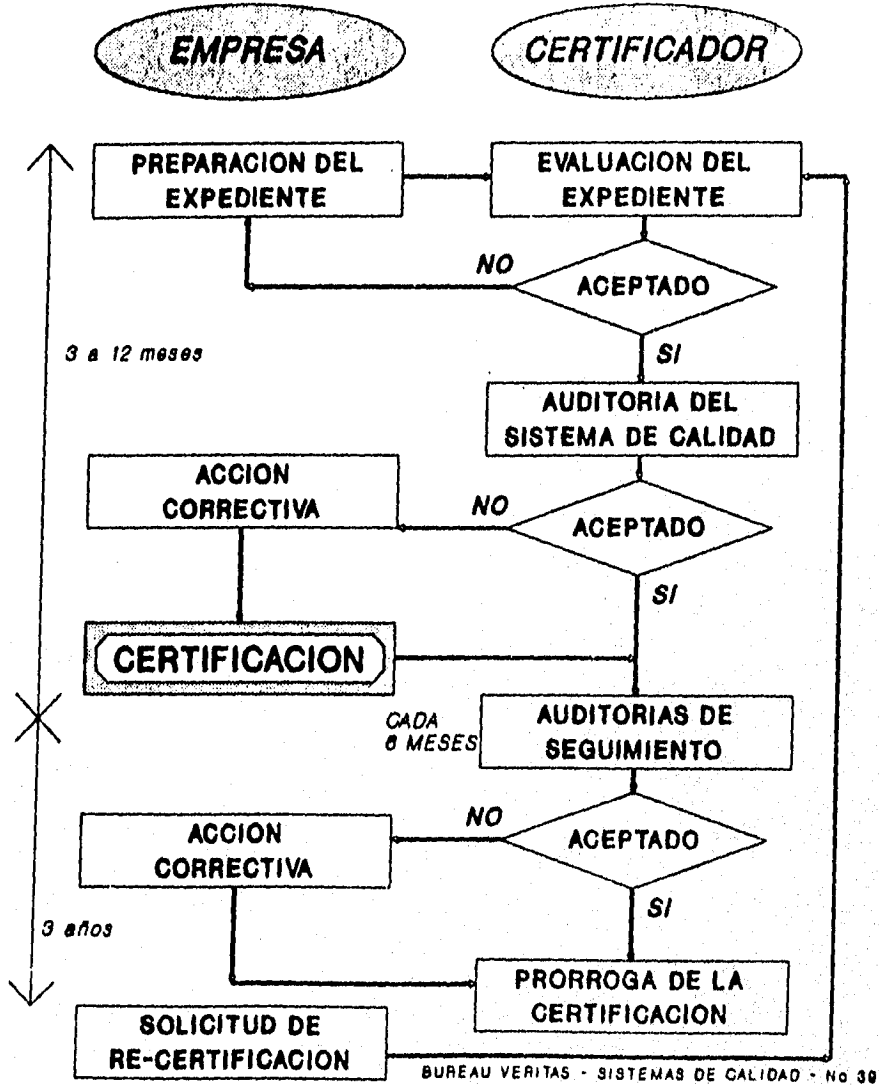 EMPRESA
CERTIFICADOR
PREPARACION DEL
EXPEDIENTE
EVALUACION DEL
EXPEDIENTE
NO
ACEPTADO
SI
3 a 12 meses
AUDITORIA DEL
SISTEMA DE CALIDAD
ACCION
CORRECTIVA
NO
ACEPTADO
SI
CERTIFICACION
CADA
6 MESES
AUDITORIAS DE
SEGUIMIENTO
NO
ACCION
CORRECTIVA
ACEPTADO
SI
3 años
PRORROGA DE LA
CERTIFICACION
SOLICITUD DE
RE-CERTIFICACION
BUREAU VERITAS - SISTEMAS DE CALIDAD - No 39